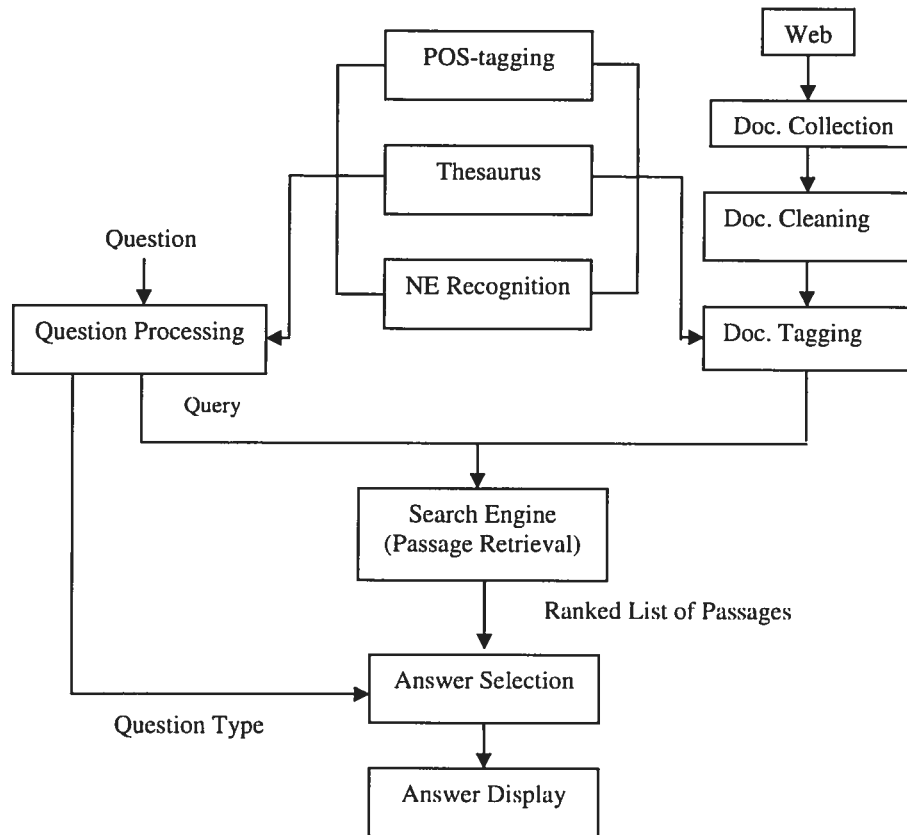 Web
POS-tagging
Doc. Collection
Thesaurus
Doc. Cleaning
Question
NE Recognition
Question Processing
Doc. Tagging
Query
Search Engine
(Passage Retrieval)
Ranked List of Passages
Answer Selection
Question Type
Answer Display